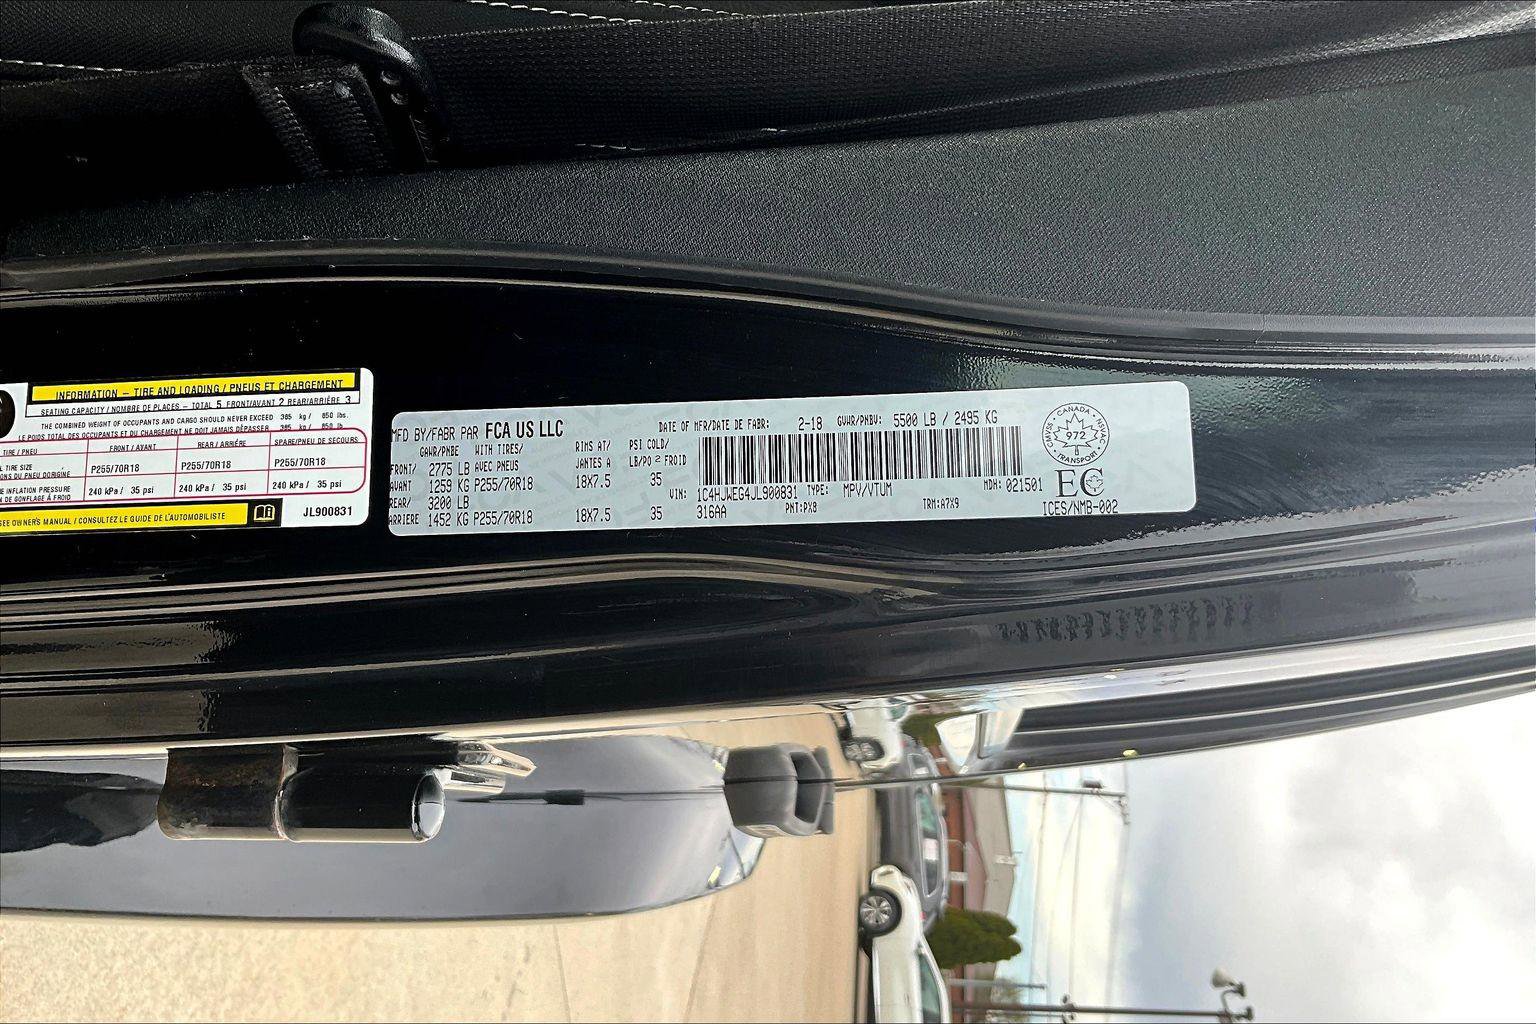 INFORMATION – TIRE AND LOADING / PNEUS ET CHARGEMENT
SEATING CAPACITY / NOMBRE DE PLACES – TOTAL 5 FRONT/AVANT 2 REAR/ARRIÈRE 3
THE COMBINED WEIGHT OF OCCUPANTS AND CARGO SHOULD NEVER EXCEED 385 kg / 850 lbs.
LE POIDS TOTAL DES OCCUPANTS ET DU CHARGEMENT NE DOIT JAMAIS DÉPASSER 385 kg / 850 lb
TIRE / PNEU FRONT / AVANT REAR / ARRIÈRE SPARE/PNEU DE SECOURS
TIRE SIZE P255/70R18 P255/70R18 P255/70R18
DU PNEU D'ORIGINE
INFLATION PRESSURE 240 kPa / 35 psi 240 kPa / 35 psi 240 kPa / 35 psi
DE GONFLAGE À FROID
SEE OWNER'S MANUAL / CONSULTEZ LE GUIDE DE L'AUTOMOBILISTE JL900831
MFD BY/FABR PAR FCA US LLC DATE OF MFR/DATE DE FABR: 2-18 GVWR/PNBV: 5500 LB / 2495 KG
GAWR/PNBE WITH TIRES/ RIMS AT/ PSI COLD/
FRONT/ 2775 LB AVEC PNEUS JANTES A LB/PO² FROID
AVANT 1259 KG P255/70R18 18X7.5 35
REAR/ 3200 LB VIN: 1C4HJWEG4JL900831 TYPE: MPV/VTUM MDH: 021501
ARRIERE 1452 KG P255/70R18 18X7.5 35 316AA PNT:PX8 TRM:A7X9
CANADA
CMVSS NSVAC
972
TRANSPORT
EC
ICES/NMB-002